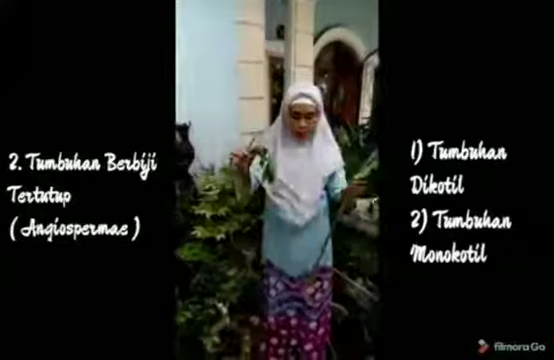 2. Tumbuhan Berbiji
Tertutup
( Angiospermae )
1) Tumbuhan
Dikotil
2) Tumbuhan
Monokotil
filmora Go